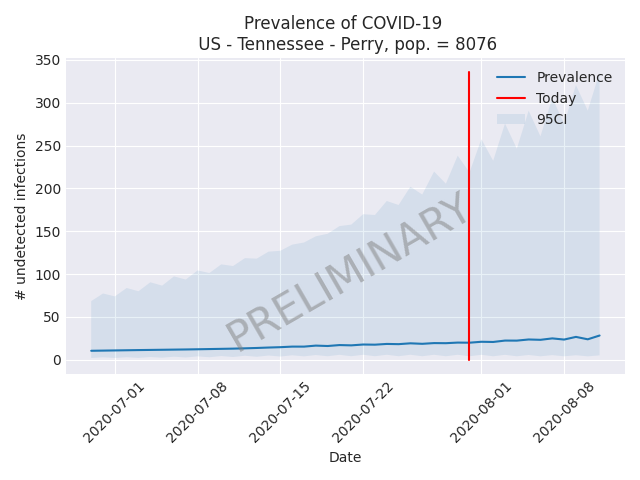 Prevalence of COVID-19
US - Tennessee - Perry, pop. = 8076
350
300
250
200
150
100
50
0
# undetected infections
Prevalence
Today
95CI
PRELIMINARY
2020-07-01
2020-07-08
2020-07-15
2020-07-22
2020-08-01
2020-08-08
Date